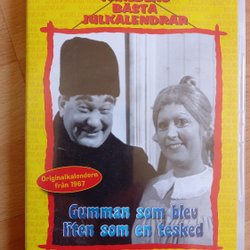 BÄSTA
JULKALENDRAR
Originalkalendern
från 1967
Gumman som blev
liten som en tesked